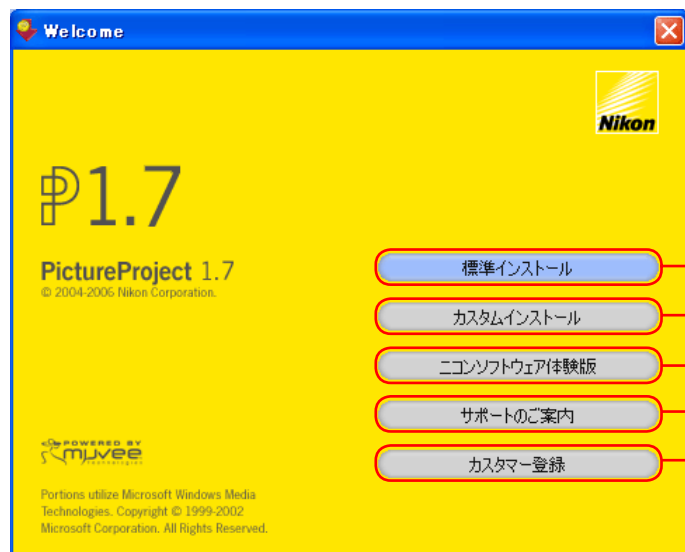 Welcome
Nikon
P1.7
PictureProject 1.7
© 2004-2006 Nikon Corporation.
標準インストール
カスタムインストール
ニコンソフトウェア体験版
サポートのご案内
カスタマー登録
POWERED BY
muvee
technologies
Portions utilize Microsoft Windows Media
Technologies. Copyright © 1999-2002
Microsoft Corporation. All Rights Reserved.